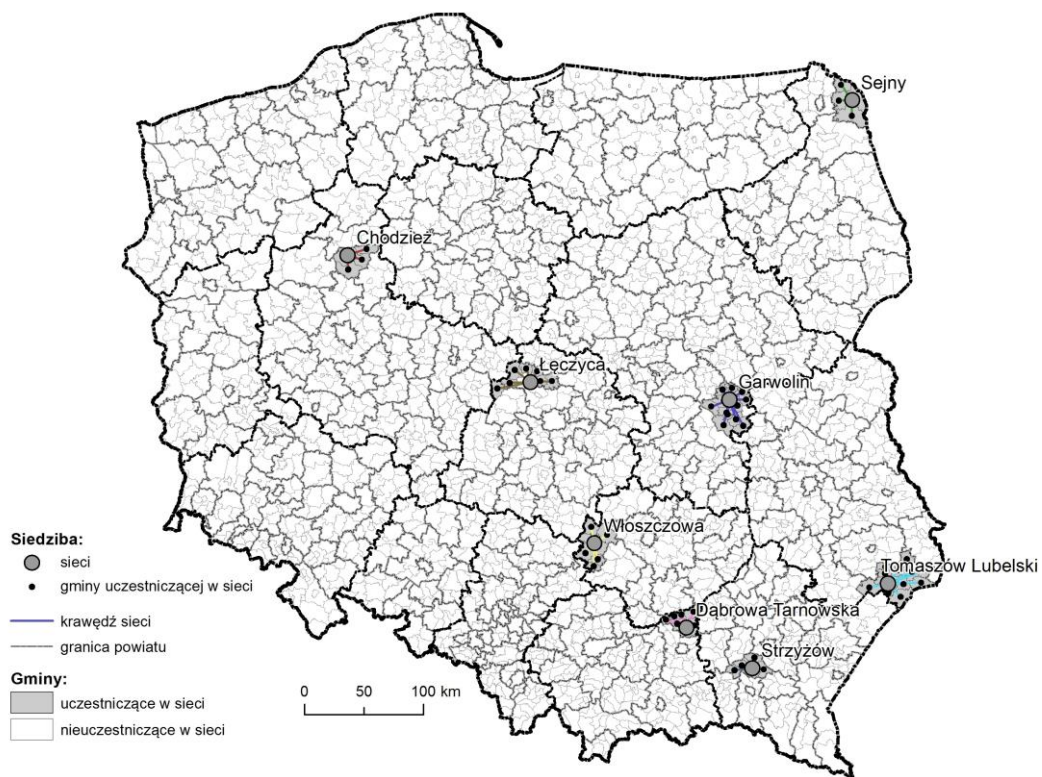 Sejny
Chodzież
Łęczyca
Garwolin
Włoszczowa
Tomaszów Lubelski
Dąbrowa Tarnowska
Strzyżów
Siedziba:
sieci
gminy uczestniczącej w sieci
krawędź sieci
granica powiatu
Gminy:
uczestniczące w sieci
nieuczestniczące w sieci
0 50 100 km